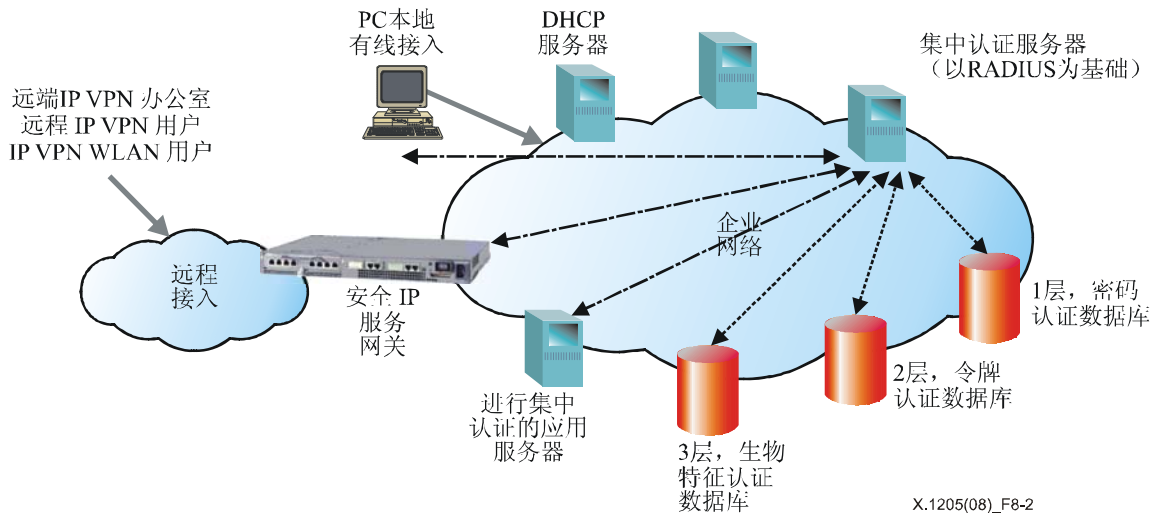 PC本地
有线接入
DHCP
服务器
集中认证服务器
（以RADIUS为基础）
远端IP VPN 办公室
远程 IP VPN 用户
IP VPN WLAN 用户
企业
网络
远程
接入
安全 IP
服务
网关
1层，密码
认证数据库
2层，令牌
认证数据库
进行集中
认证的应用
服务器
3层，生物
特征认证
数据库
X.1205(08)_F8-2